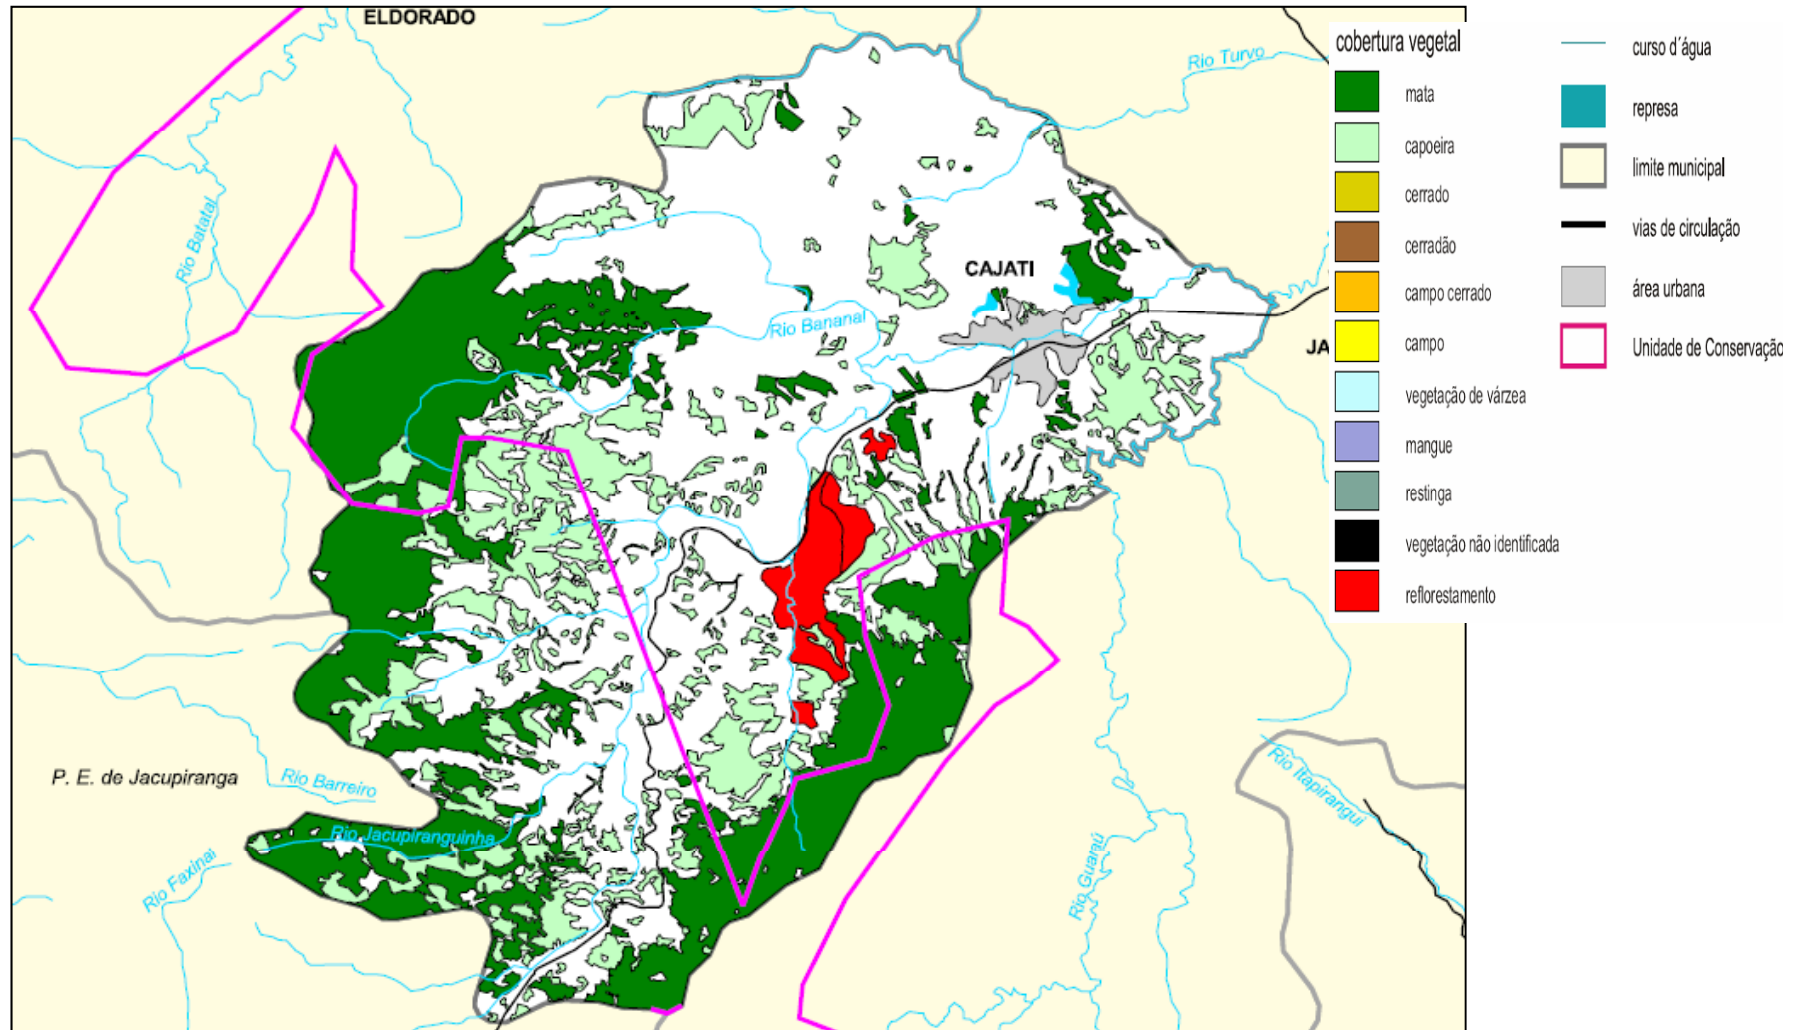 ELDORADO
Rio Turvo
Rio Batatal
CAJATI
Rio Bananal
JA
P. E. de Jacupiranga
Rio Barreiro
Rio Jacupiranguinha
Rio Faxinal
Rio Guaraú
Rio Itapirangui
cobertura vegetal
mata
capoeira
cerrado
cerradão
campo cerrado
campo
vegetação de várzea
mangue
restinga
vegetação não identificada
reflorestamento
curso d´água
represa
limite municipal
vias de circulação
área urbana
Unidade de Conservação